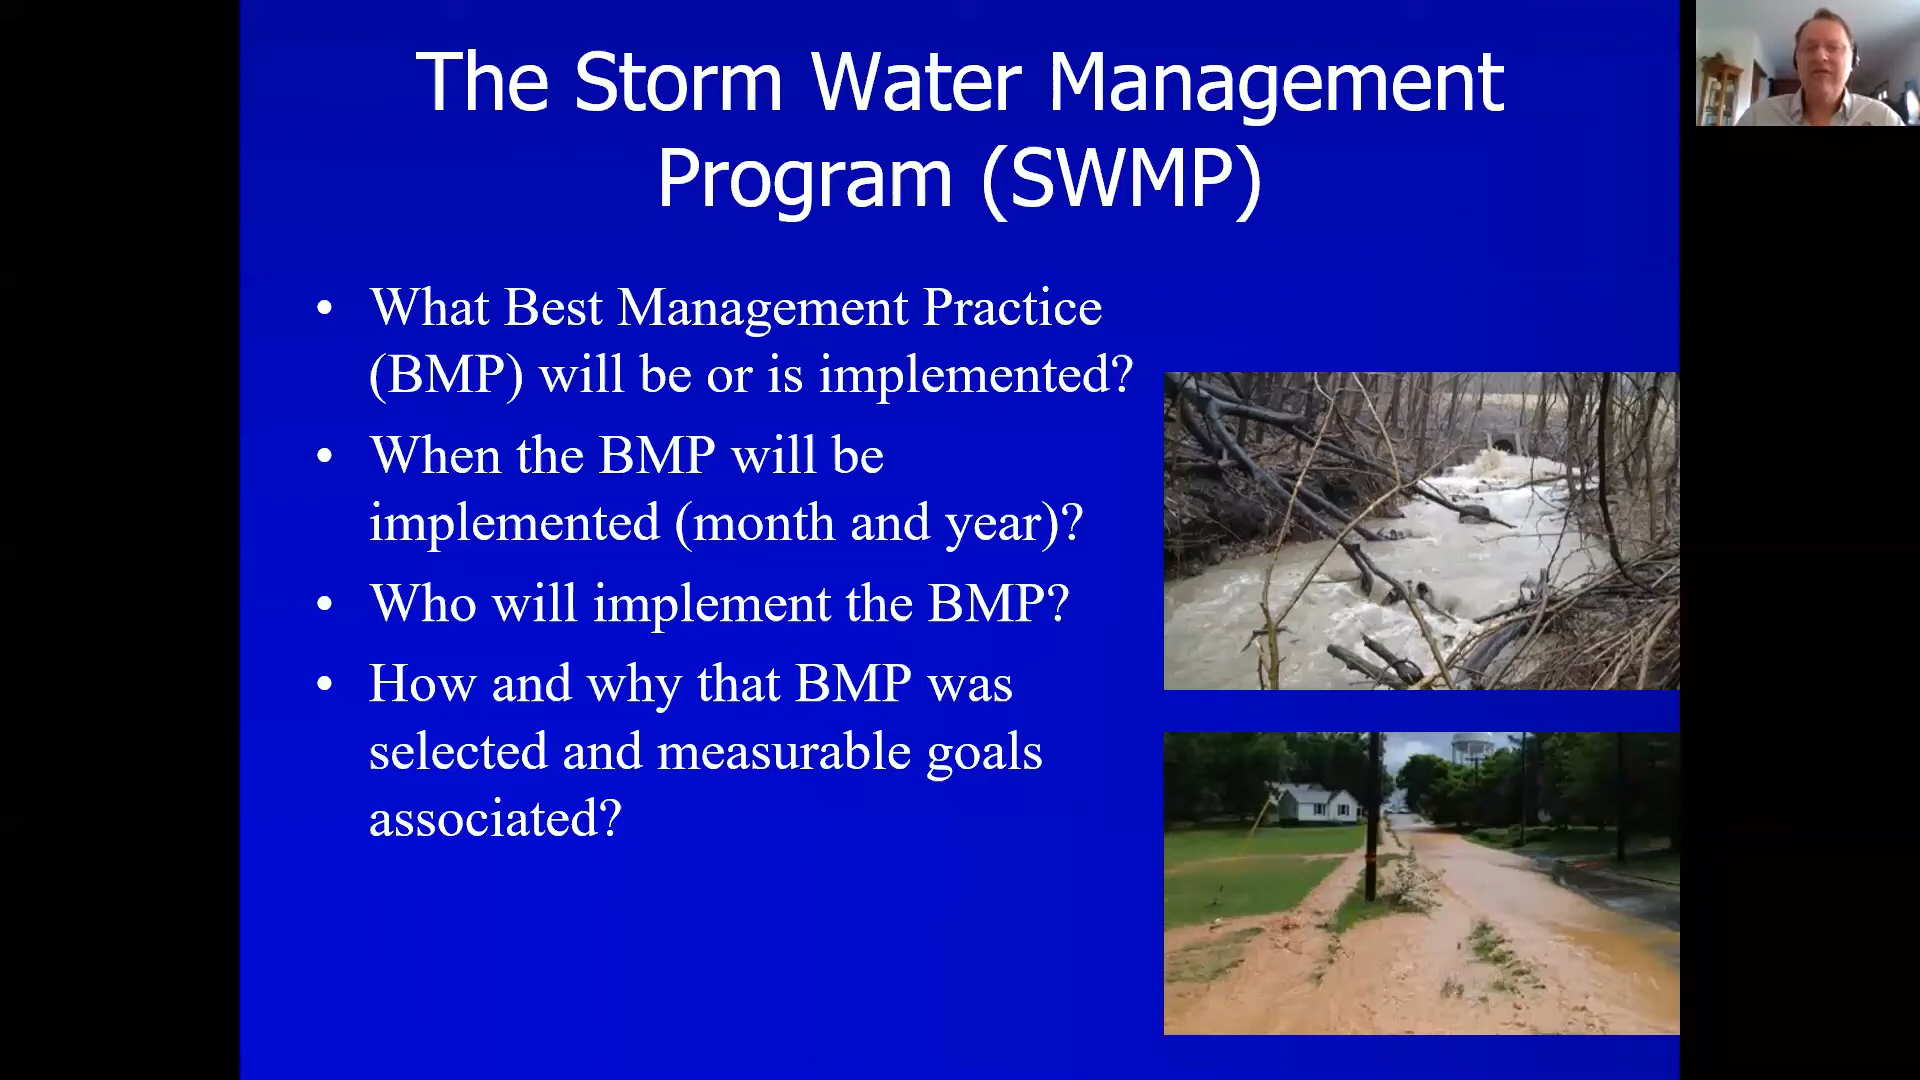 The Storm Water Management
Program (SWMP)
• What Best Management Practice
(BMP) will be or is implemented?
• When the BMP will be
implemented (month and year)?
• Who will implement the BMP?
• How and why that BMP was
selected and measurable goals
associated?